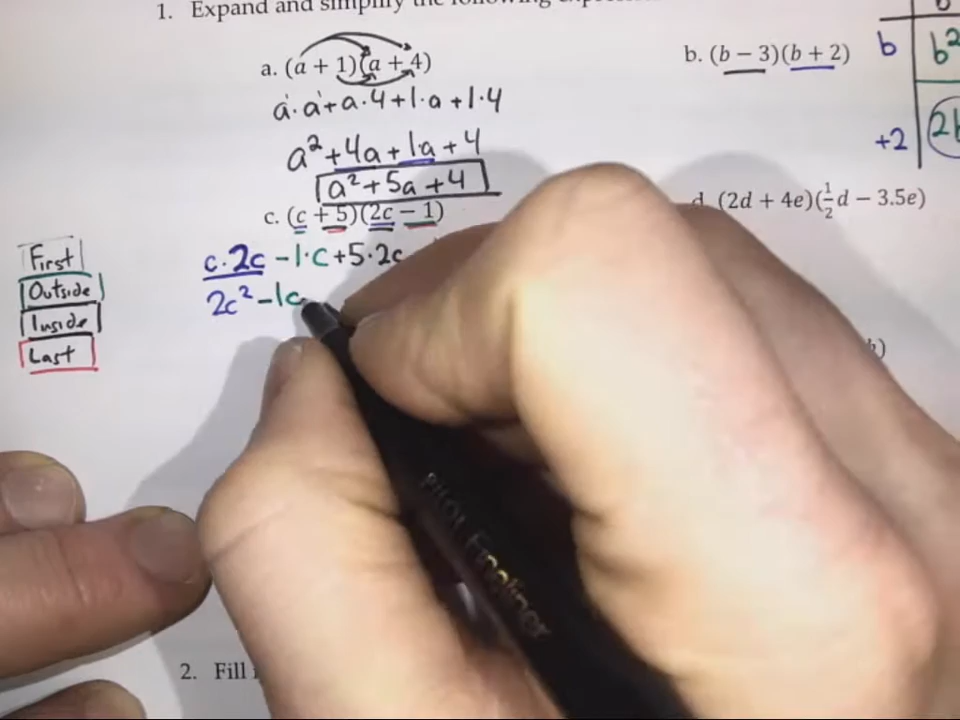 1. Expand and simplify the following
a. (a + 1)(a + 4)
a·a+a·4+1·a+1·4
a²+4a+1a+4
a²+5a+4
c. (c + 5)(2c − 1)
c·2c -1·c+5·2c
2c²-1c
First
Outside
Inside
Last
2. Fill
b. (b − 3)(b + 2)
b
b
b²
+2
2b
d. (2d + 4e)(½d − 3.5e)
Pilot Fineliner